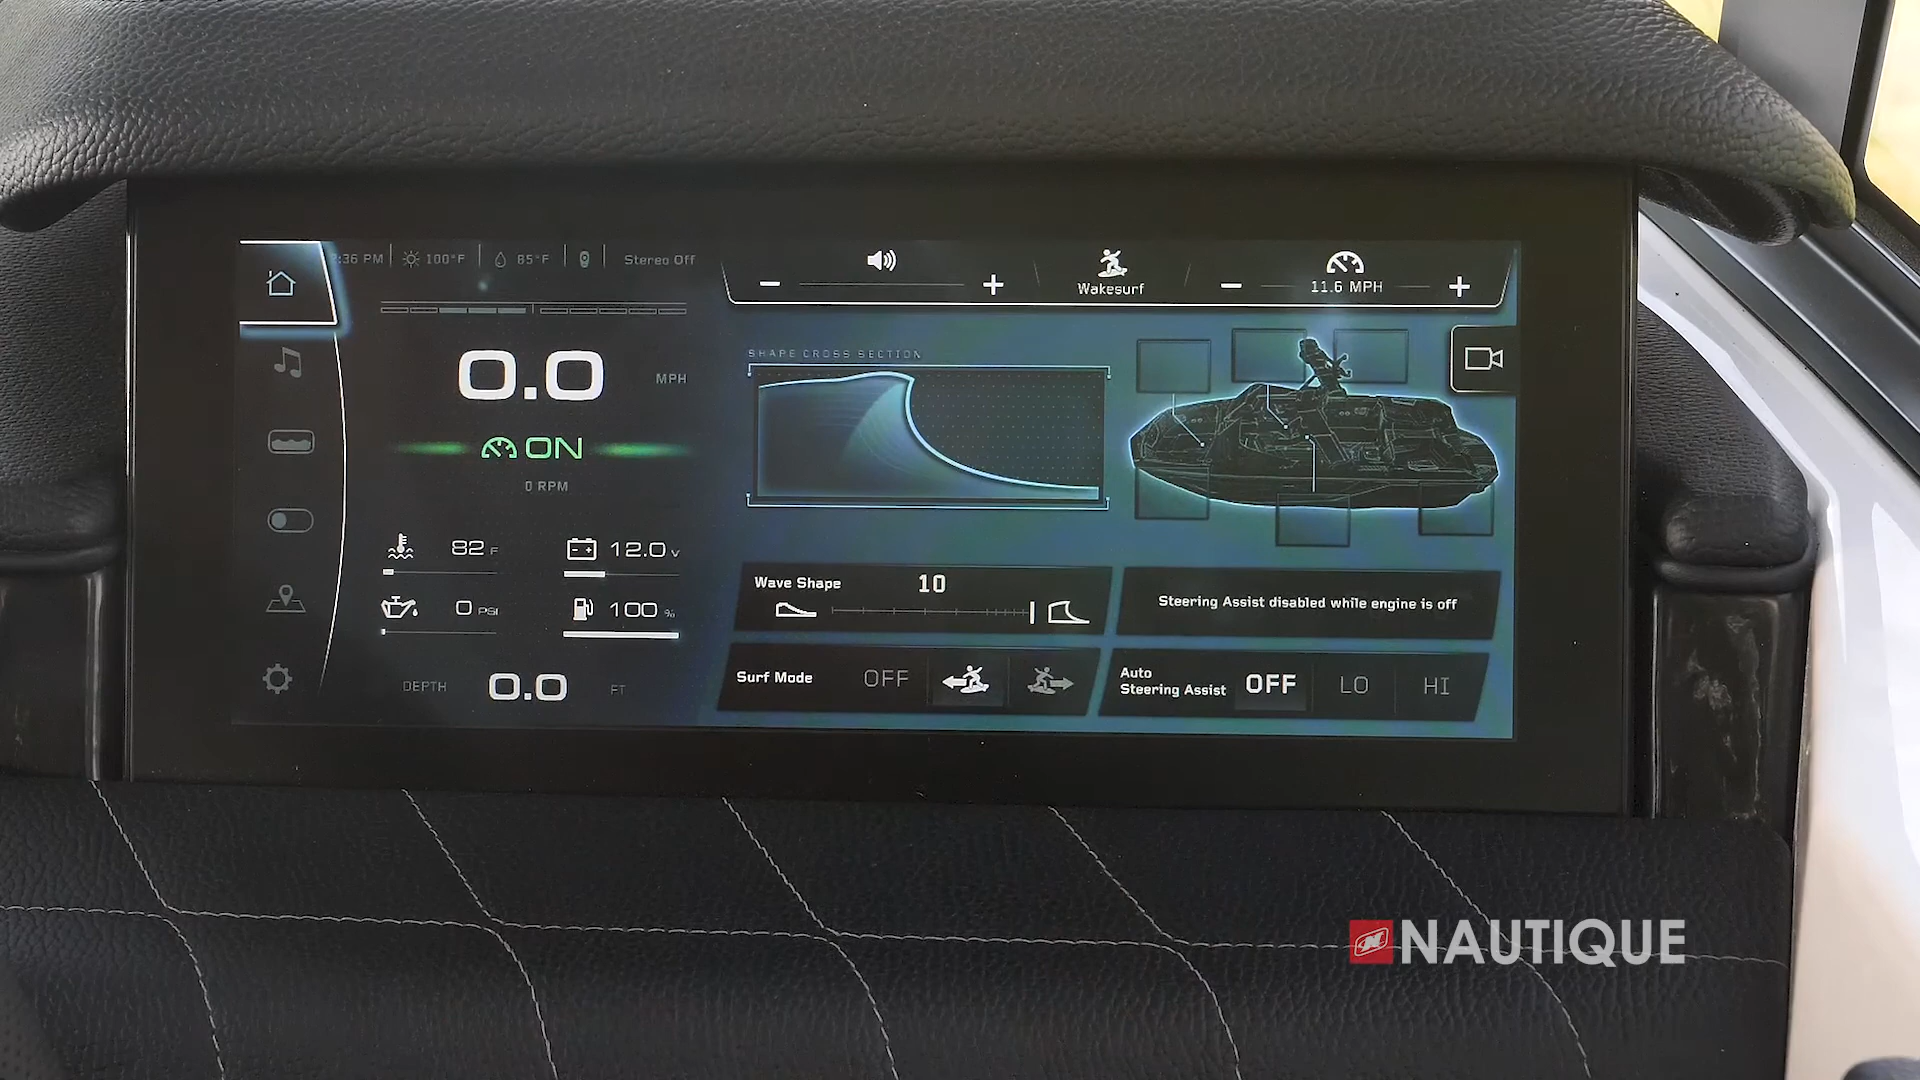 :36 PM 100°F 85°F Stereo Off
Wakesurf
11.6 MPH
0.0 MPH
ON
0 RPM
82 F
12.0 V
0 PSI
100 %
DEPTH 0.0 FT
SHAPE CROSS SECTION
Wave Shape 10
Steering Assist disabled while engine is off
Surf Mode OFF
Auto
Steering Assist OFF LO HI
NAUTIQUE